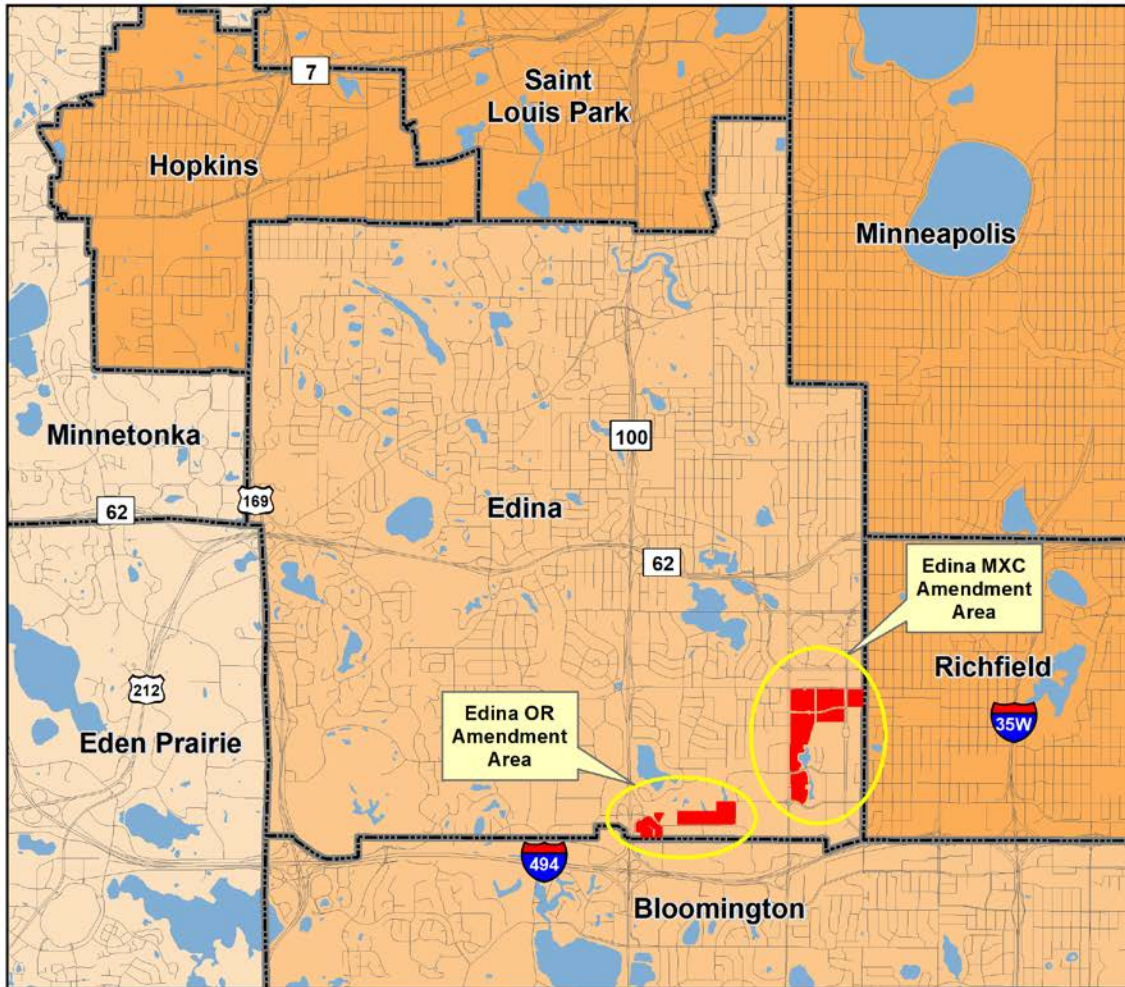 7
Saint
Louis Park
Hopkins
Minneapolis
Minnetonka
100
169
62
Edina
62
Edina MXC
Amendment
Area
Richfield
212
Edina OR
Amendment
Area
35W
Eden Prairie
494
Bloomington